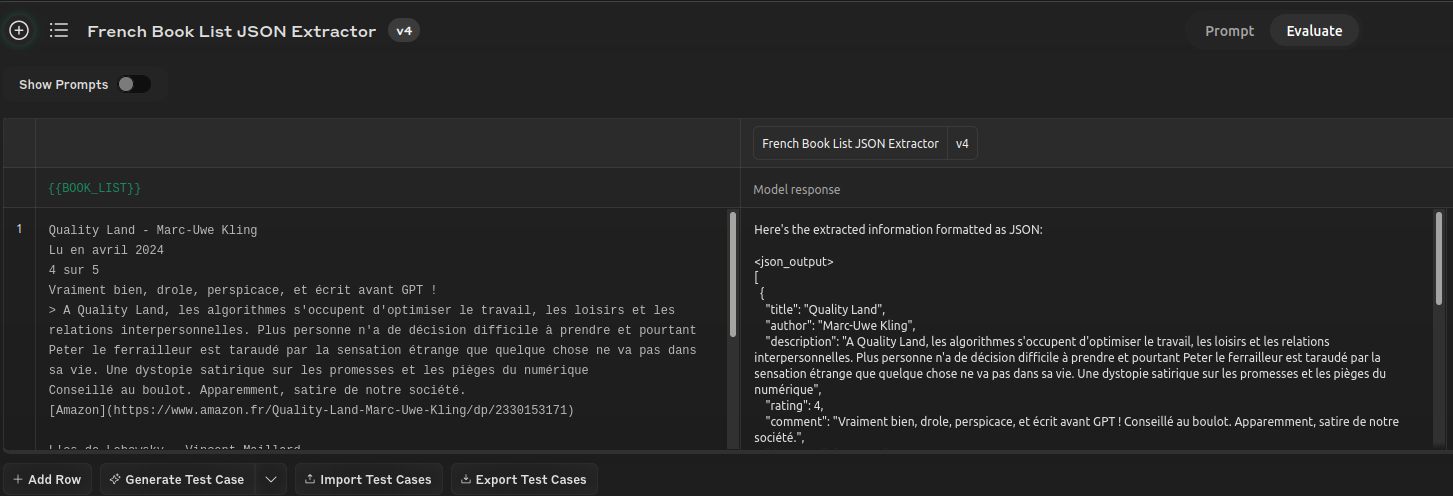 French Book List JSON Extractor v4
Prompt
Evaluate
Show Prompts
French Book List JSON Extractor v4
{{BOOK_LIST}}
Model response
1
Quality Land - Marc-Uwe Kling
Lu en avril 2024
4 sur 5
Vraiment bien, drole, perspicace, et écrit avant GPT !
> A Quality Land, les algorithmes s'occupent d'optimiser le travail, les loisirs et les
relations interpersonnelles. Plus personne n'a de décision difficile à prendre et pourtant
Peter le ferrailleur est taraudé par la sensation étrange que quelque chose ne va pas dans
sa vie. Une dystopie satirique sur les promesses et les pièges du numérique
Conseillé au boulot. Apparemment, satire de notre société.
[Amazon](https://www.amazon.fr/Quality-Land-Marc-Uwe-Kling/dp/2330153171)
Here's the extracted information formatted as JSON:
<json_output>
[
{
"title": "Quality Land",
"author": "Marc-Uwe Kling",
"description": "A Quality Land, les algorithmes s'occupent d'optimiser le travail, les loisirs et les relations
interpersonnelles. Plus personne n'a de décision difficile à prendre et pourtant Peter le ferrailleur est taraudé par la
sensation étrange que quelque chose ne va pas dans sa vie. Une dystopie satirique sur les promesses et les pièges du
numérique",
"rating": 4,
"comment": "Vraiment bien, drole, perspicace, et écrit avant GPT ! Conseillé au boulot. Apparemment, satire de notre
société.",
+ Add Row
Generate Test Case
Import Test Cases
Export Test Cases